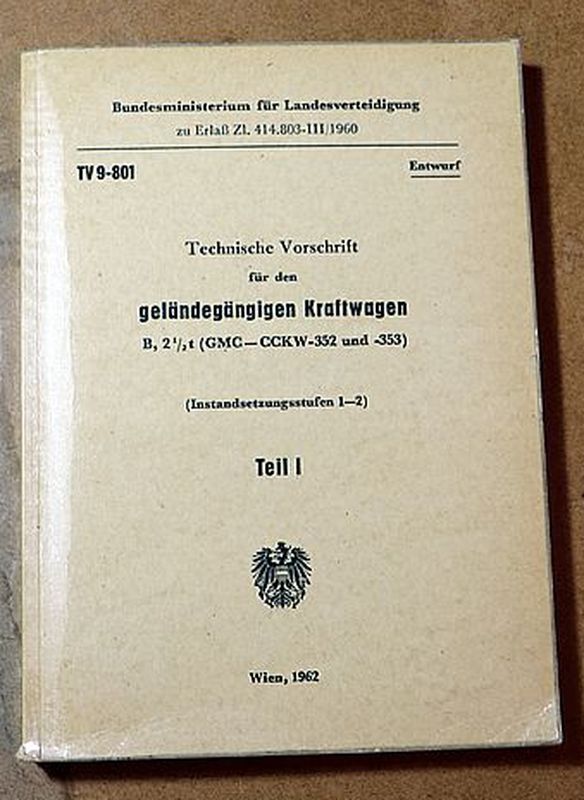 Bundesministerium für Landesverteidigung
zu Erlaß Zl. 414.803-III/1960
TV 9-801
Entwurf
Technische Vorschrift
für den
geländegängigen Kraftwagen
B, 2 1/2 t (GMC—CCKW-352 und -353)
(Instandsetzungsstufen 1—2)
Teil I
Wien, 1962